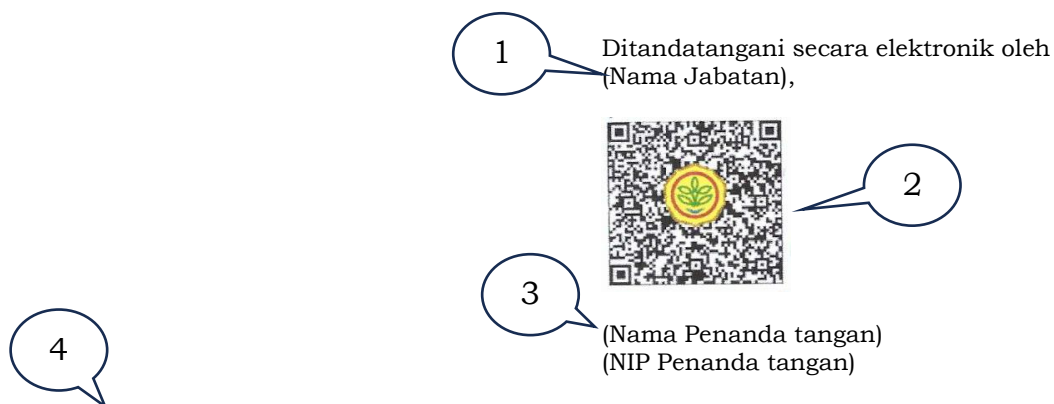 1
Ditandatangani secara elektronik oleh
(Nama Jabatan),
2
3
(Nama Penanda tangan)
(NIP Penanda tangan)
4